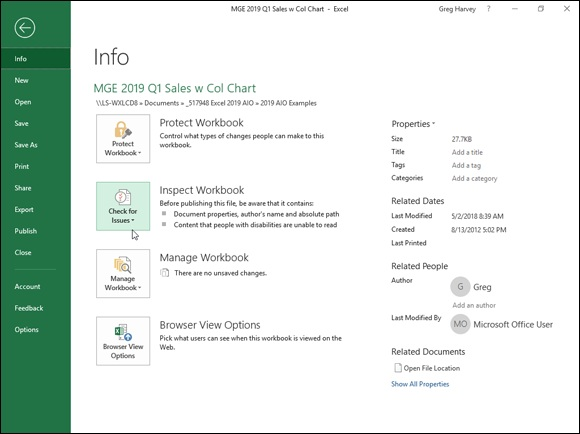 MGE 2019 Q1 Sales w Col Chart - Excel
Greg Harvey
?
Info
New
Open
Save
Save As
Print
Share
Export
Publish
Close
Account
Feedback
Options
Info
MGE 2019 Q1 Sales w Col Chart
\\LS-WXLCD8 » Documents » _517948 Excel 2019 AIO » 2019 AIO Examples
Protect
Workbook
Protect Workbook
Control what types of changes people can make to this
workbook.
Check for
Issues
Inspect Workbook
Before publishing this file, be aware that it contains:
Document properties, author's name and absolute path
Content that people with disabilities are unable to read
Manage
Workbook
Manage Workbook
There are no unsaved changes.
Browser View
Options
Browser View Options
Pick what users can see when this workbook is viewed on the
Web.
Properties
Size 27.7KB
Title Add a title
Tags Add a tag
Categories Add a category
Related Dates
Last Modified 5/2/2018 8:39 AM
Created 8/13/2012 5:02 PM
Last Printed
Related People
Author G Greg
Add an author
Last Modified By MO Microsoft Office User
Related Documents
Open File Location
Show All Properties